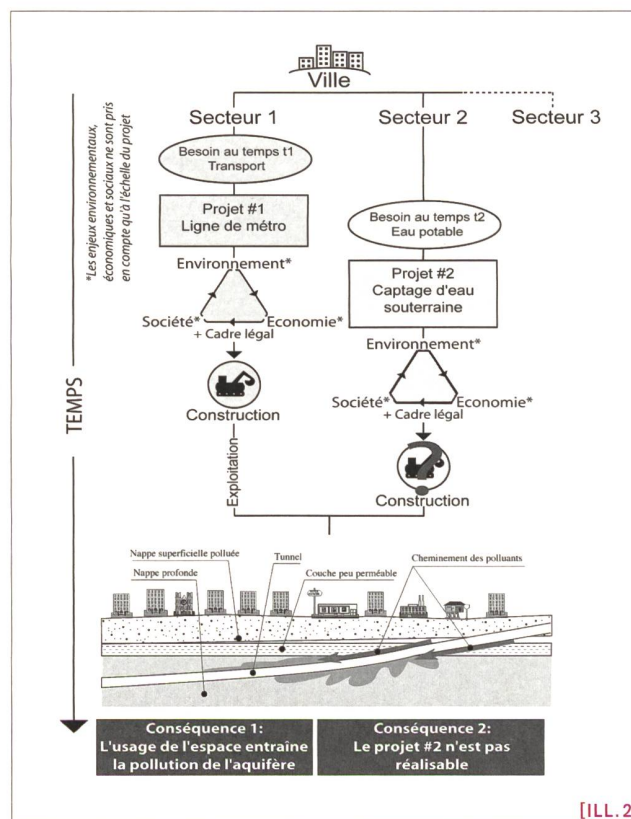 Ville
Secteur 1
Secteur 2
Secteur 3
TEMPS
*Les enjeux environnementaux,
économiques et sociaux ne sont pris
en compte qu'à l'échelle du projet
Besoin au temps t1
Transport
Projet #1
Ligne de métro
Environnement*
Société*
Economie*
+ Cadre légal
Construction
Exploitation
Besoin au temps t2
Eau potable
Projet #2
Captage d'eau
souterraine
Environnement*
Société*
Economie*
+ Cadre légal
Construction
Nappe superficielle polluée
Tunnel
Cheminement des polluants
Nappe profonde
Couche peu perméable
Conséquence 1:
L'usage de l'espace entraîne
la pollution de l'aquifère
Conséquence 2:
Le projet #2 n'est pas
réalisable
[ILL.2